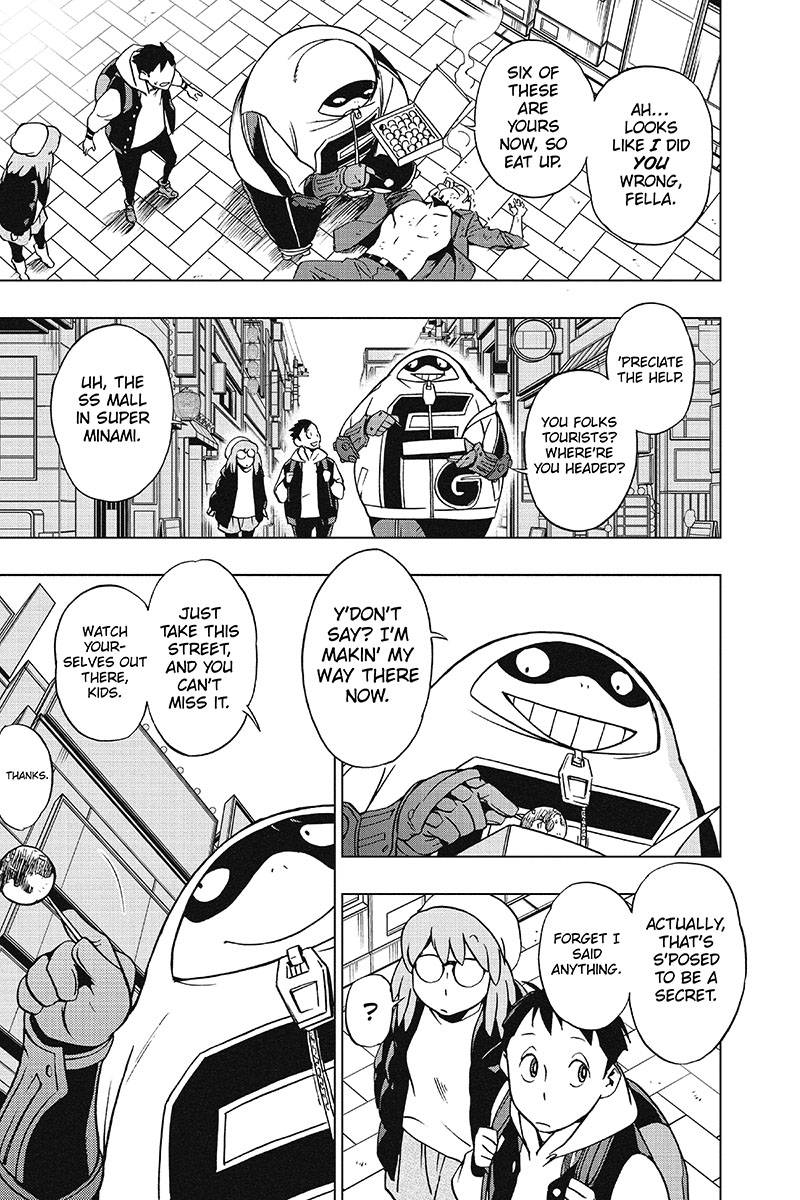 AH...
LOOKS
LIKE I DID
YOU
WRONG,
FELLA.
SIX OF
THESE
ARE
YOURS
NOW, SO
EAT UP.
'PRECIATE
THE HELP.
YOU FOLKS
TOURISTS?
WHERE'RE
YOU HEADED?
UH, THE
SS MALL
IN SUPER
MINAMI.
F
G
Y'DON'T
SAY? I'M
MAKIN' MY
WAY THERE
NOW.
ACTUALLY,
THAT'S
S'POSED
TO BE A
SECRET.
FORGET I
SAID
ANYTHING.
?
JUST
TAKE THIS
STREET,
AND YOU
CAN'T
MISS IT.
WATCH
YOUR-
SELVES OUT
THERE,
KIDS.
THANKS.